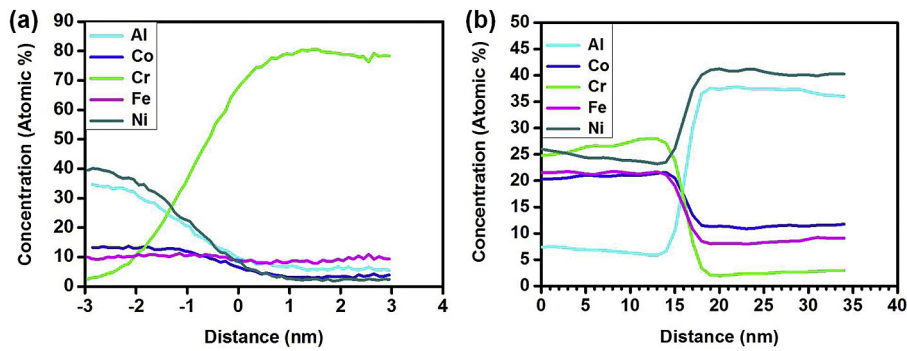 (a)
Concentration (Atomic %)
90
80
70
60
50
40
30
20
10
0
Al
Co
Cr
Fe
Ni
-3 -2 -1 0 1 2 3 4
Distance (nm)
(b)
Concentration (Atomic %)
50
45
40
35
30
25
20
15
10
5
0
Al
Co
Cr
Fe
Ni
0 5 10 15 20 25 30 35 40
Distance (nm)